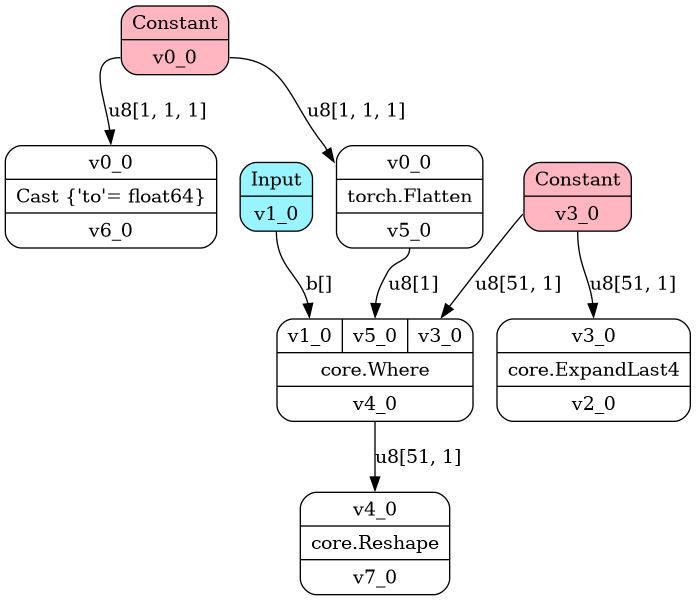 Constant
v0_0
u8[1, 1, 1]
u8[1, 1, 1]
v0_0
Cast {'to'= float64}
v6_0
Input
v1_0
v0_0
torch.Flatten
v5_0
Constant
v3_0
b[]
u8[1]
u8[51, 1]
u8[51, 1]
v1_0 v5_0 v3_0
core.Where
v4_0
v3_0
core.ExpandLast4
v2_0
u8[51, 1]
v4_0
core.Reshape
v7_0